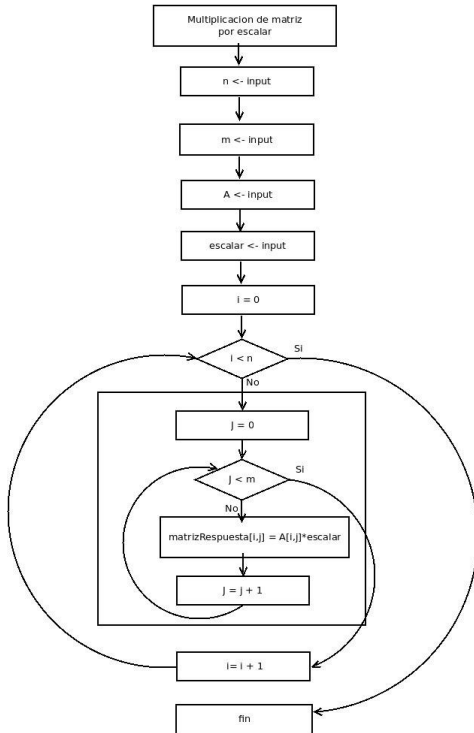 Multiplicacion de matriz
por escalar
n <- input
m <- input
A <- input
escalar <- input
i = 0
i < n
Si
No
J = 0
J < m
Si
No
matrizRespuesta[i,j] = A[i,j]*escalar
J = j + 1
i= i + 1
fin